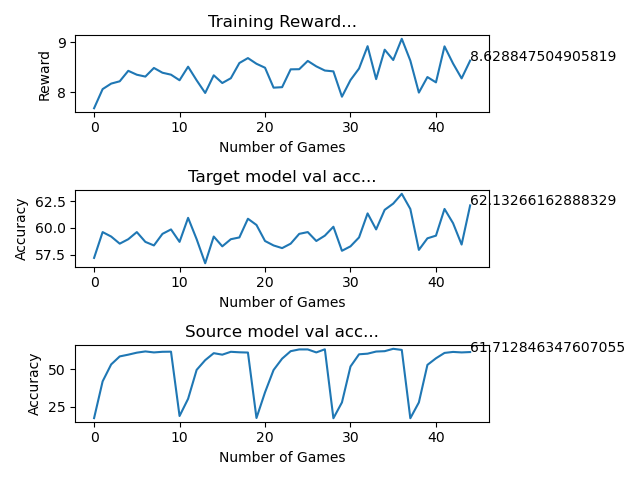 Training Reward...
9
8
Reward
8.628847504905819
0 10 20 30 40
Number of Games
Target model val acc...
62.5
60.0
57.5
Accuracy
62.13266162888329
0 10 20 30 40
Number of Games
Source model val acc...
50
25
Accuracy
61.712846347607055
0 10 20 30 40
Number of Games